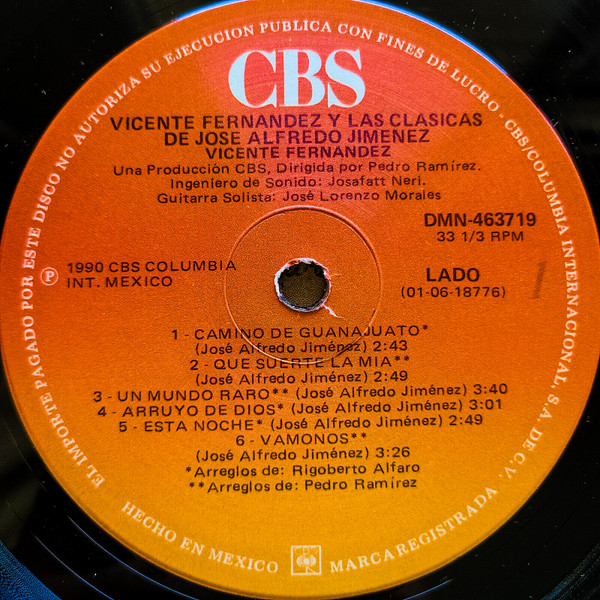 EL IMPORTE PAGADO POR ESTE DISCO NO AUTORIZA SU EJECUCION PUBLICA CON FINES DE LUCRO - CBS/COLUMBIA INTERNACIONAL, S.A. DE C.V.
CBS
VICENTE FERNANDEZ Y LAS CLASICAS
DE JOSE ALFREDO JIMENEZ
VICENTE FERNANDEZ
Una Producción CBS, Dirigida por Pedro Ramírez.
Ingeniero de Sonido: Josafatt Neri.
Guitarra Solista: José Lorenzo Morales
DMN-463719
33 1/3 RPM
Ⓟ 1990 CBS COLUMBIA
INT. MEXICO
LADO 1
(01-06-18776)
1 - CAMINO DE GUANAJUATO*
(José Alfredo Jiménez) 2:43
2 - QUE SUERTE LA MIA**
(José Alfredo Jiménez) 2:49
3 - UN MUNDO RARO** (José Alfredo Jiménez) 3:40
4 - ARRUYO DE DIOS* (José Alfredo Jiménez) 3:01
5 - ESTA NOCHE* (José Alfredo Jiménez) 2:49
6 - VAMONOS**
(José Alfredo Jiménez) 3:26
*Arreglos de: Rigoberto Alfaro
**Arreglos de: Pedro Ramírez
HECHO EN MEXICO MARCA REGISTRADA